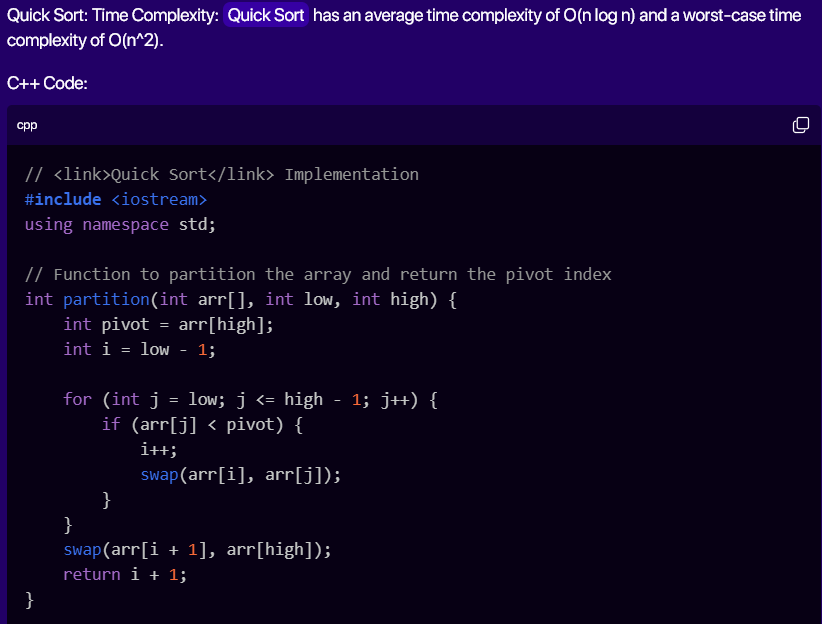 Quick Sort: Time Complexity: Quick Sort has an average time complexity of O(n log n) and a worst-case time
complexity of O(n^2).
C++ Code:
cpp
// <link>Quick Sort</link> Implementation
#include <iostream>
using namespace std;
// Function to partition the array and return the pivot index
int partition(int arr[], int low, int high) {
    int pivot = arr[high];
    int i = low - 1;
    for (int j = low; j <= high - 1; j++) {
        if (arr[j] < pivot) {
            i++;
            swap(arr[i], arr[j]);
        }
    }
    swap(arr[i + 1], arr[high]);
    return i + 1;
}